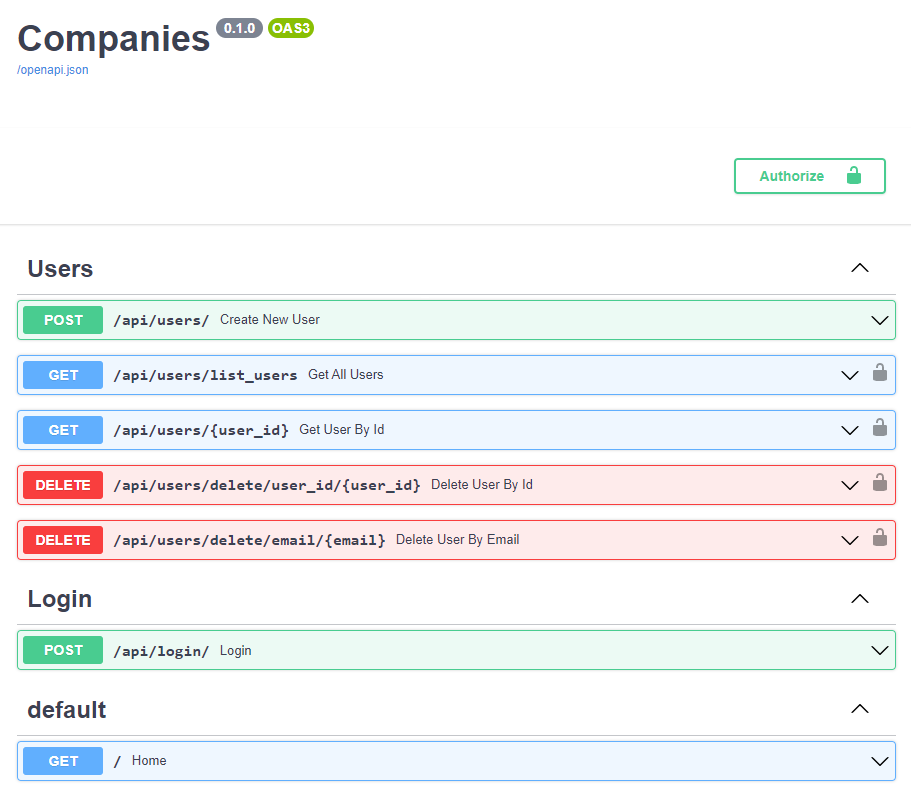 Companies 0.1.0 OAS3
/openapi.json
Authorize
Users
POST /api/users/ Create New User
GET /api/users/list_users Get All Users
GET /api/users/{user_id} Get User By Id
DELETE /api/users/delete/user_id/{user_id} Delete User By Id
DELETE /api/users/delete/email/{email} Delete User By Email
Login
POST /api/login/ Login
default
GET / Home